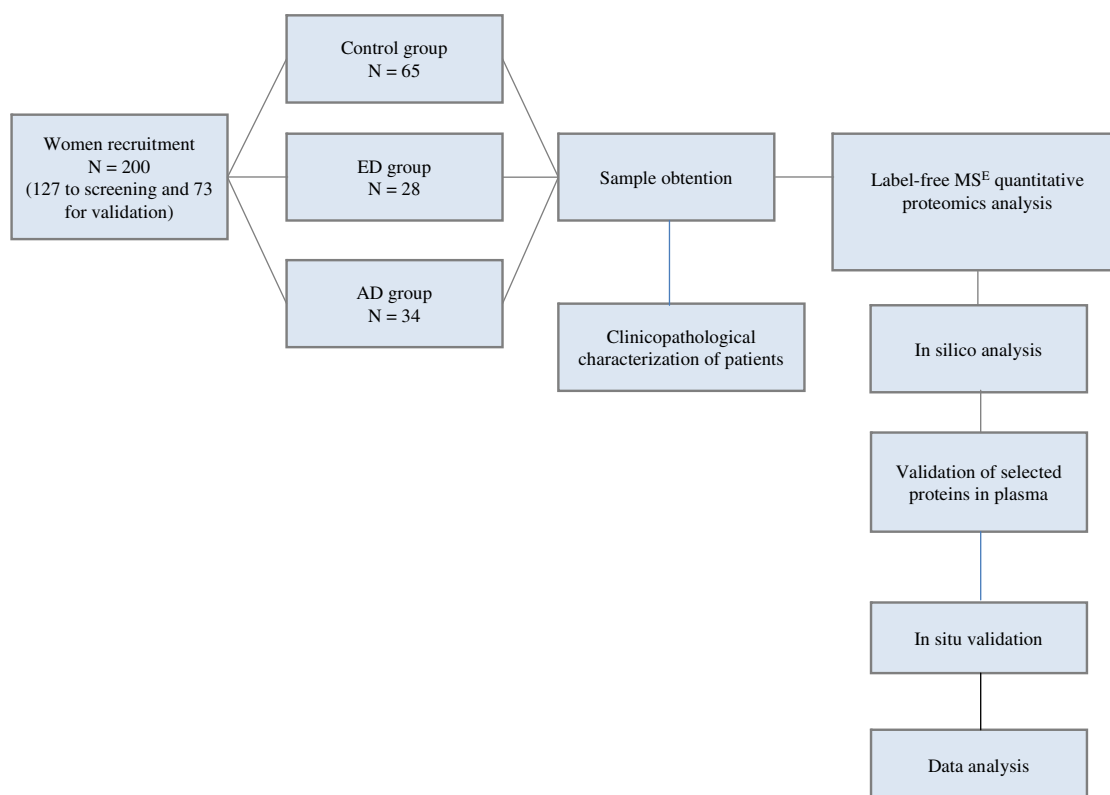 Women recruitment
N = 200
(127 to screening and 73
for validation)
Control group
N = 65
ED group
N = 28
AD group
N = 34
Sample obtention
Clinicopathological
characterization of patients
Label-free MSᴱ quantitative
proteomics analysis
In silico analysis
Validation of selected
proteins in plasma
In situ validation
Data analysis